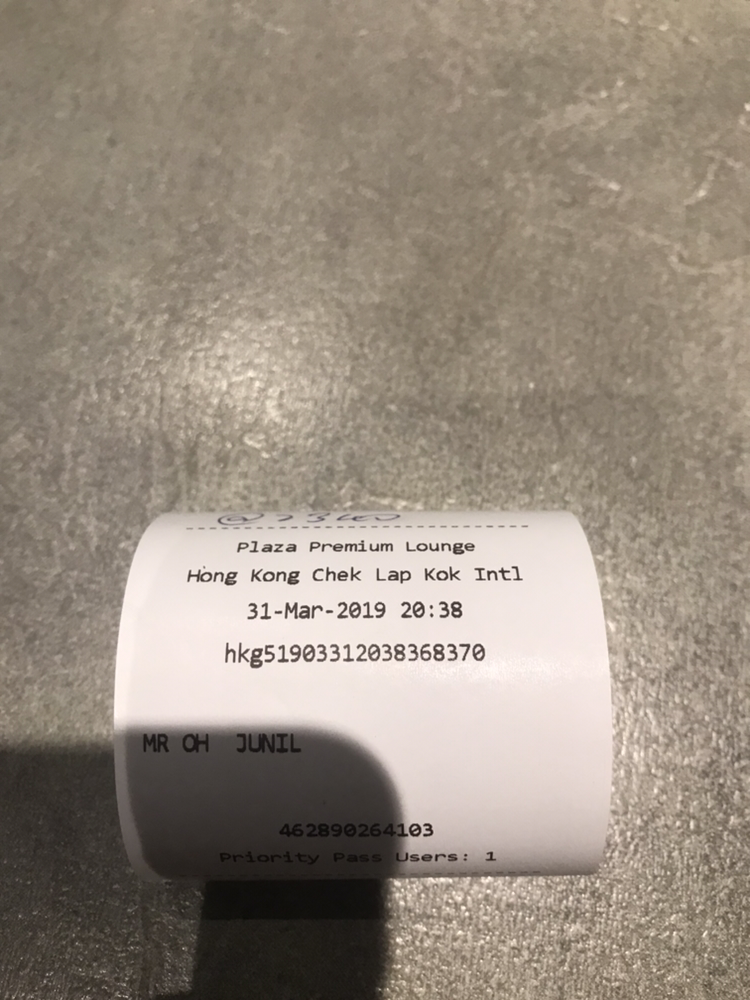 Plaza Premium Lounge
Hong Kong Chek Lap Kok Intl
31-Mar-2019 20:38
hkg51903312038368370
MR OH JUNIL
462890264103
Priority Pass Users: 1